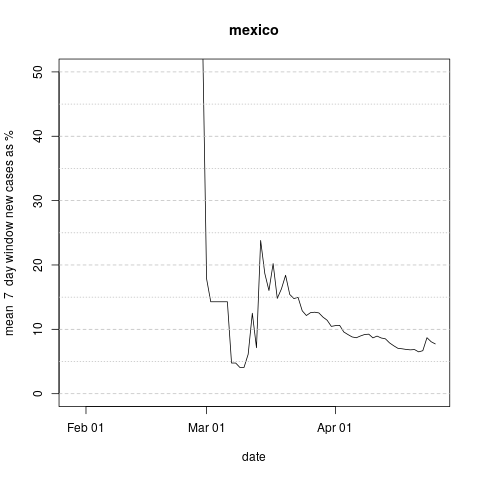 mexico
mean 7 day window new cases as %
50
40
30
20
10
0
Feb 01
Mar 01
Apr 01
date